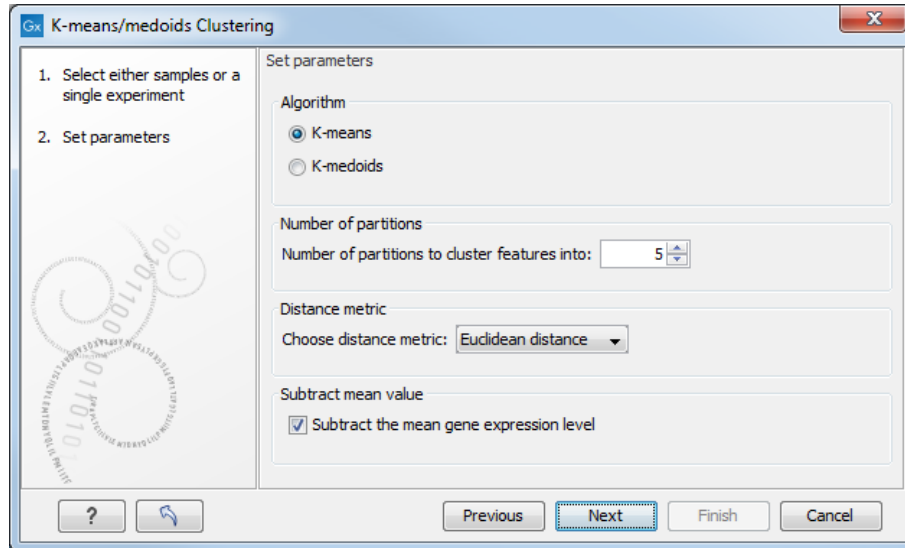 Gx K-means/medoids Clustering
1. Select either samples or a
single experiment
2. Set parameters
Set parameters
Algorithm
K-means
K-medoids
Number of partitions
Number of partitions to cluster features into: 5
Distance metric
Choose distance metric: Euclidean distance
Subtract mean value
Subtract the mean gene expression level
? Previous Next Finish Cancel